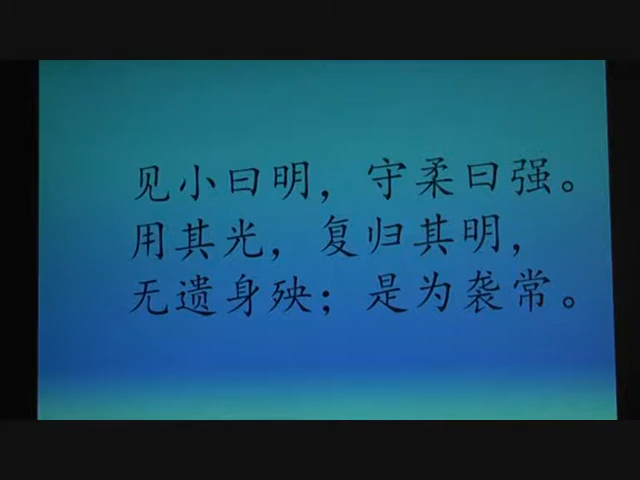 见小曰明，守柔曰强。
用其光，复归其明，
无遗身殃；是为袭常。